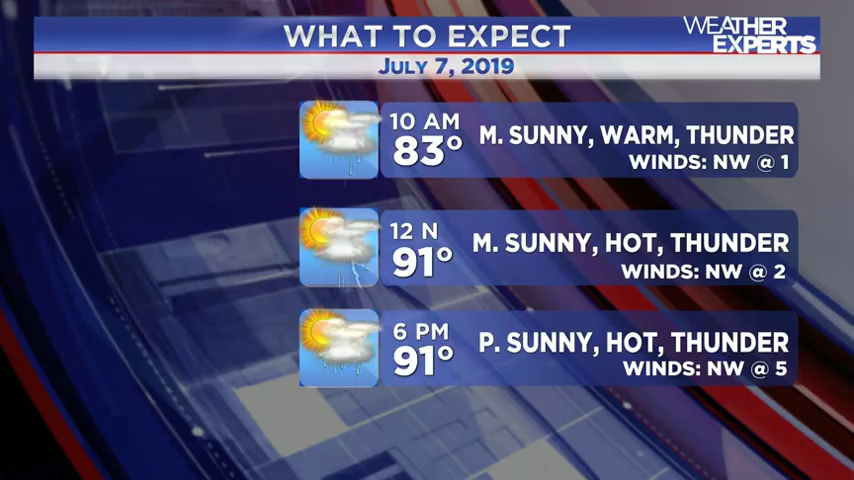 WHAT TO EXPECT
WEATHER
EXPERTS
JULY 7, 2019
10 AM
83°
M. SUNNY, WARM, THUNDER
WINDS: NW @ 1
12 N
91°
M. SUNNY, HOT, THUNDER
WINDS: NW @ 2
6 PM
91°
P. SUNNY, HOT, THUNDER
WINDS: NW @ 5